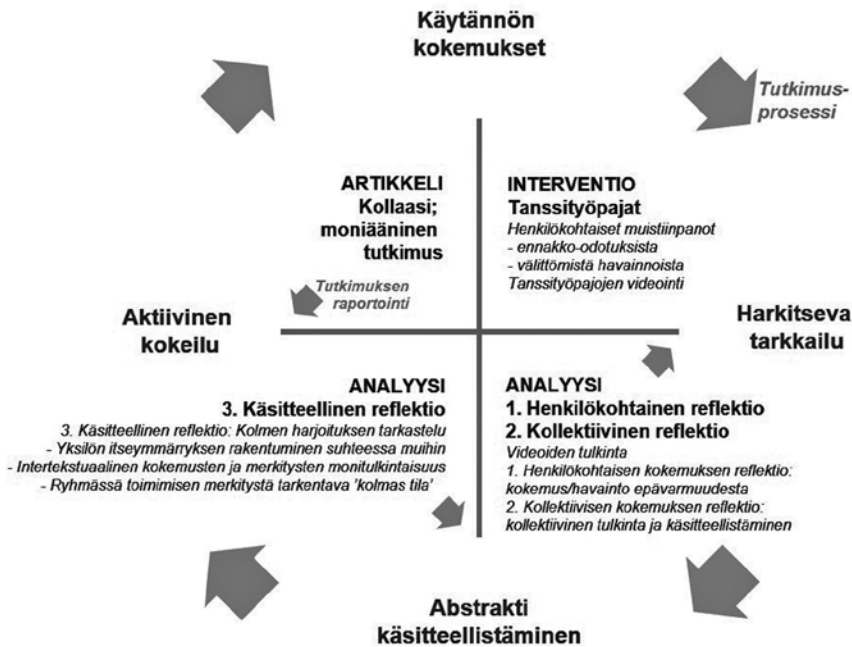 Käytännön
kokemukset
Tutkimus-
prosessi
ARTIKKELI
Kollaasi;
moniääninen
tutkimus
Tutkimuksen
raportointi
INTERVENTIO
Tanssityöpajat
Henkilökohtaiset muistiinpanot
- ennakko-odotuksista
- välittömistä havainnoista
Tanssityöpajojen videointi
Aktiivinen
kokeilu
Harkitseva
tarkkailu
ANALYYSI
3. Käsitteellinen reflektio
3. Käsitteellinen reflektio: Kolmen harjoituksen tarkastelu
- Yksilön itseymmärryksen rakentuminen suhteessa muihin
- Intertekstuaalinen kokemusten ja merkitysten monitulkintaisuus
- Ryhmässä toimimisen merkitystä tarkentava 'kolmas tila'
ANALYYSI
1. Henkilökohtainen reflektio
2. Kollektiivinen reflektio
Videoiden tulkinta
1. Henkilökohtaisen kokemuksen reflektio:
kokemus/havainto epävarmuudesta
2. Kollektiivisen kokemuksen reflektio:
kollektiivinen tulkinta ja käsitteellistäminen
Abstrakti
käsitteellistäminen